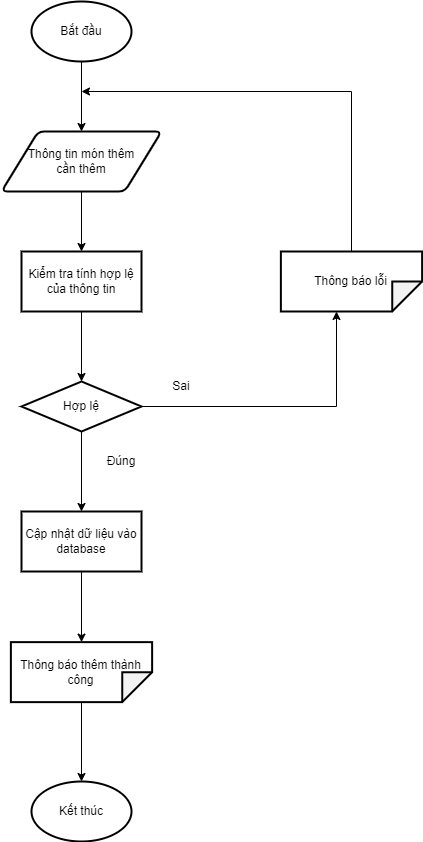 Bắt đầu
Thông tin món thêm
cần thêm
Kiểm tra tính hợp lệ
của thông tin
Thông báo lỗi
Sai
Hợp lệ
Đúng
Cập nhật dữ liệu vào
database
Thông báo thêm thành
công
Kết thúc